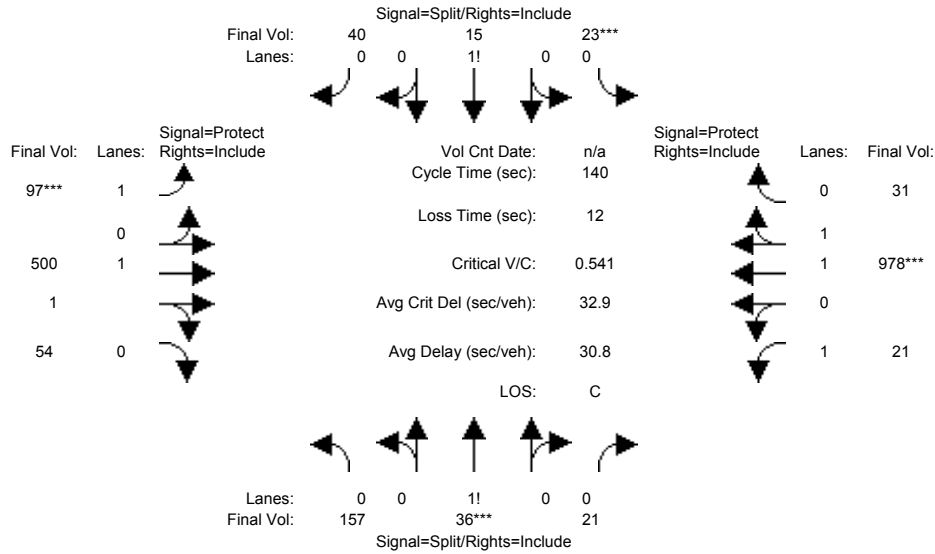 Signal=Split/Rights=Include
Final Vol: 40 15 23***
Lanes: 0 0 1! 0 0
Signal=Protect Signal=Protect
Final Vol: Lanes: Rights=Include Vol Cnt Date: n/a Rights=Include Lanes: Final Vol:
Cycle Time (sec): 140
97*** 1 0 31
Loss Time (sec): 12
0 1
500 1 Critical V/C: 0.541 1 978***
1 Avg Crit Del (sec/veh): 32.9 0
54 0 Avg Delay (sec/veh): 30.8 1 21
LOS: C
Lanes: 0 0 1! 0 0
Final Vol: 157 36*** 21
Signal=Split/Rights=Include